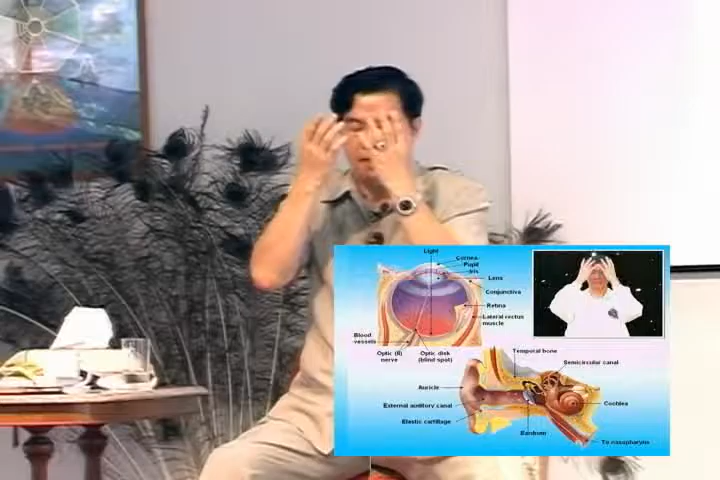 Light
Cornea
Pupil
Iris
Lens
Conjunctiva
Retina
Lateral rectus
muscle
Blood
vessels
Optic (II)
nerve
Optic disk
(blind spot)
Temporal bone
Semicircular canal
Auricle
External auditory canal
Elastic cartilage
Cochlea
Eardrum
To nasopharynx